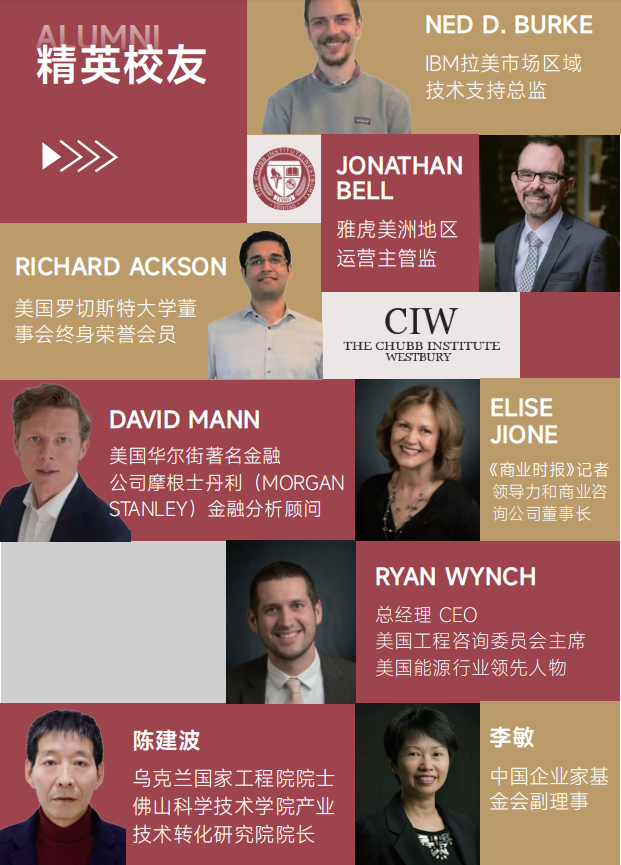 ALUMNI
精英校友
NED D. BURKE
IBM拉美市场区域
技术支持总监
JONATHAN
BELL
雅虎美洲地区
运营主管监
RICHARD ACKSON
美国罗切斯特大学董
事会终身荣誉会员
CIW
THE CHUBB INSTITUTE
WESTBURY
DAVID MANN
美国华尔街著名金融
公司摩根士丹利（MORGAN
STANLEY）金融分析顾问
ELISE
JIONE
《商业时报》记者
领导力和商业咨
询公司董事长
RYAN WYNCH
总经理 CEO
美国工程咨询委员会主席
美国能源行业领先人物
陈建波
乌克兰国家工程院院士
佛山科学技术学院产业
技术转化研究院院长
李敏
中国企业家基
金会副理事